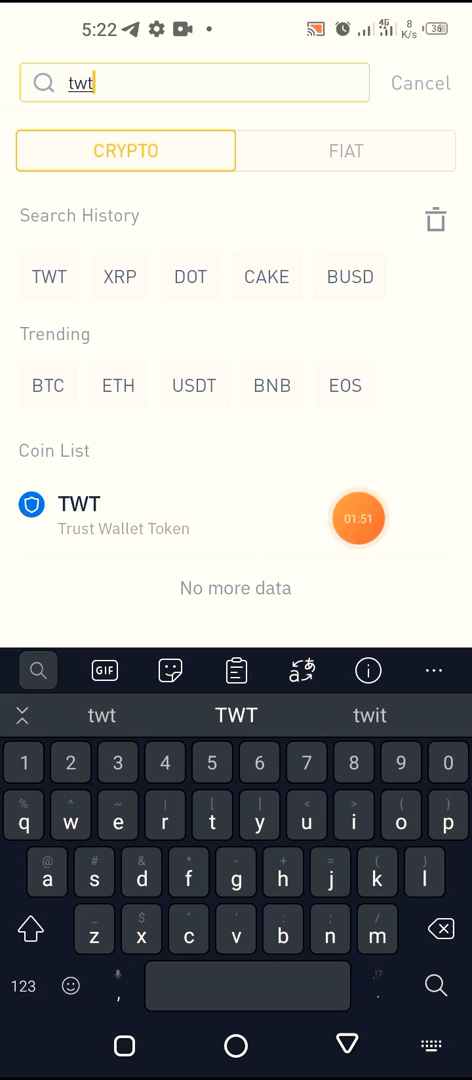 5:22 4G 8 K/s 36
twt Cancel
CRYPTO FIAT
Search History
TWT XRP DOT CAKE BUSD
Trending
BTC ETH USDT BNB EOS
Coin List
TWT
Trust Wallet Token
01:51
No more data
GIF
twt TWT twit
1 2 3 4 5 6 7 8 9 0
% ^ ~ | [ ] < > ( )
q w e r t y u i o p
@ # & * - + = ( )
a s d f g h j k l
_ $ " ' : ; /
z x c v b n m
123 , ,!? .